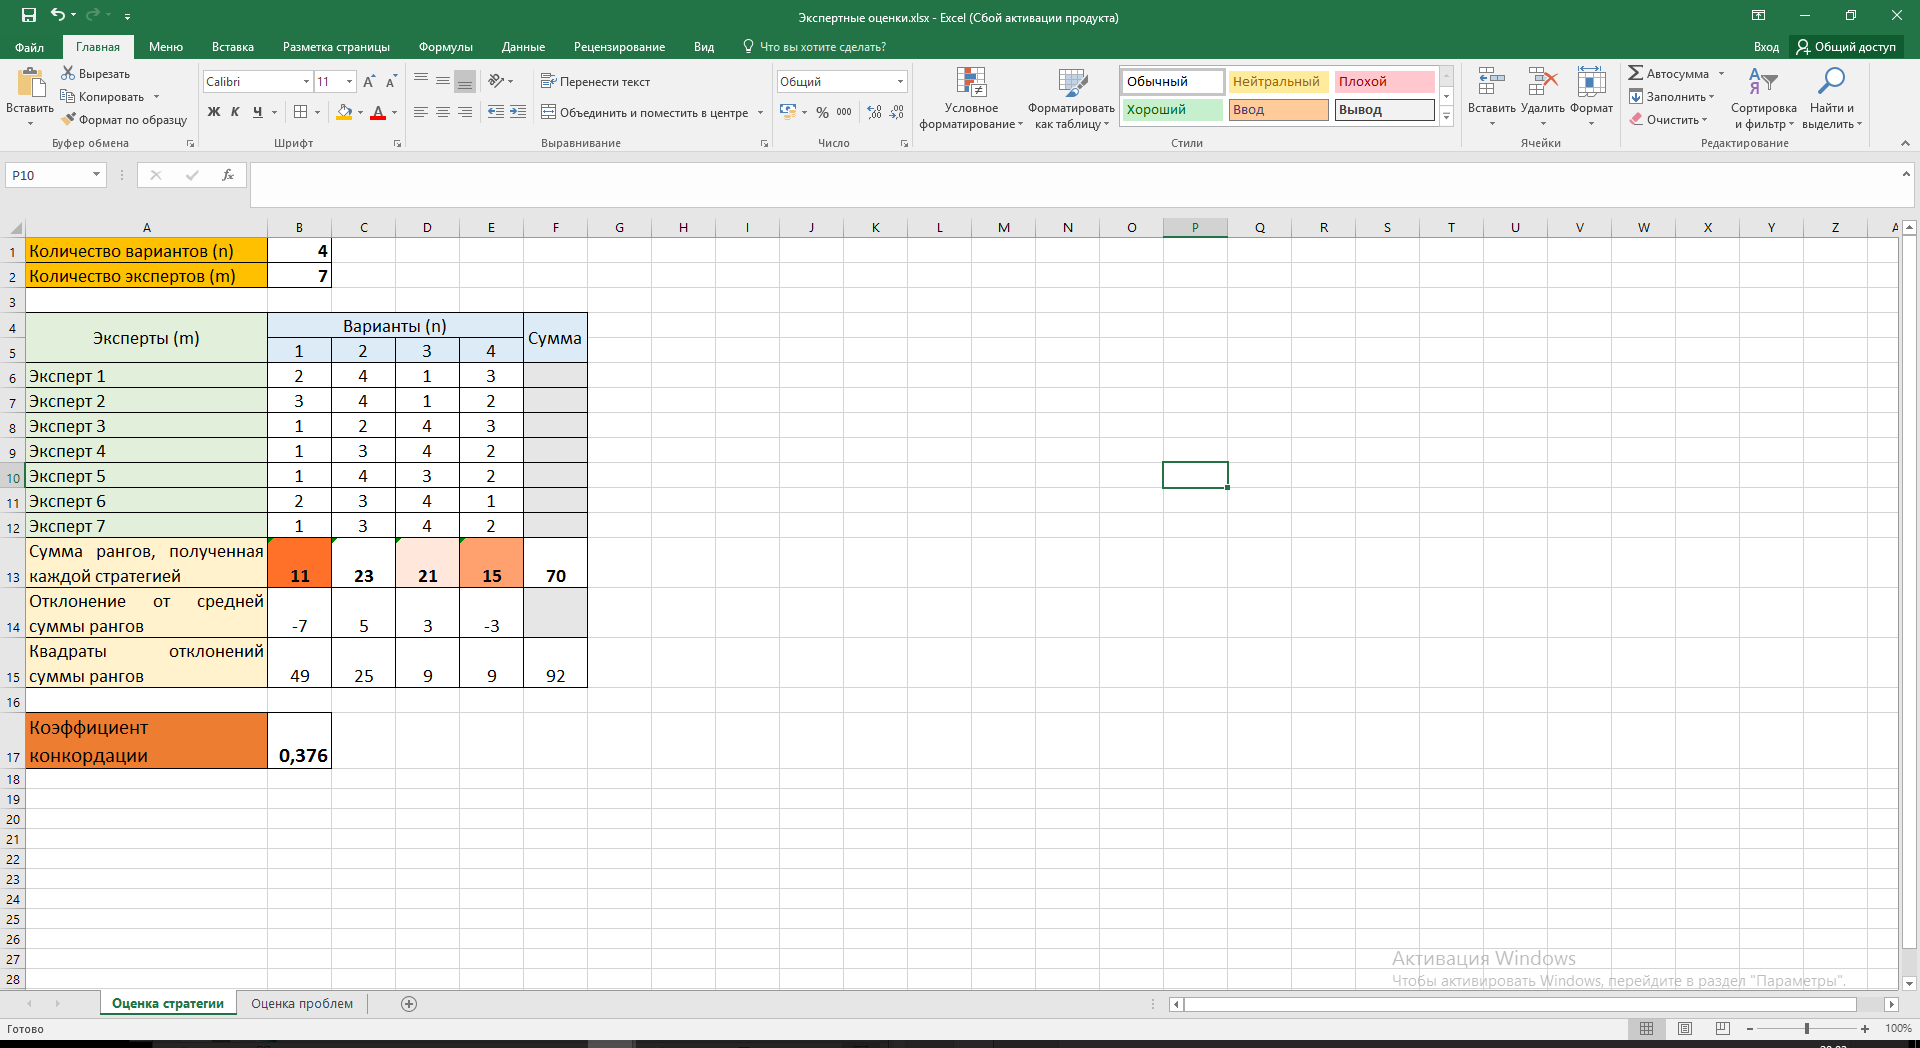 Экспертные оценки.xlsx - Excel (Сбой активации продукта)
Файл Главная Меню Вставка Разметка страницы Формулы Данные Рецензирование Вид Что вы хотите сделать? Вход Общий доступ
Вставить
Вырезать
Копировать
Формат по образцу
Буфер обмена
Calibri 11
Ж К Ч А
Шрифт
Перенести текст
Объединить и поместить в центре
Выравнивание
Общий
% 000
Число
Условное форматирование
Форматировать как таблицу
Обычный Нейтральный Плохой
Хороший Ввод Вывод
Стили
Вставить Удалить Формат
Ячейки
Автосумма
Заполнить
Очистить
Сортировка и фильтр
Найти и выделить
Редактирование
P10 fx
A B C D E F G H I J K L M N O P Q R S T U V W X Y Z
1 Количество вариантов (n) 4
2 Количество экспертов (m) 7
3
4 Эксперты (m) Варианты (n) Сумма
5 1 2 3 4
6 Эксперт 1 2 4 1 3
7 Эксперт 2 3 4 1 2
8 Эксперт 3 1 2 4 3
9 Эксперт 4 1 3 4 2
10 Эксперт 5 1 4 3 2
11 Эксперт 6 2 3 4 1
12 Эксперт 7 1 3 4 2
Сумма рангов, полученная
13 каждой стратегией 11 23 21 15 70
Отклонение от средней
14 суммы рангов -7 5 3 -3
Квадраты отклонений
15 суммы рангов 49 25 9 9 92
16
Коэффициент
17 конкордации 0,376
18
19
20
21
22
23
24
25
26
27
28
Активация Windows
Чтобы активировать Windows, перейдите в раздел "Параметры".
Оценка стратегии Оценка проблем
Готово 100%